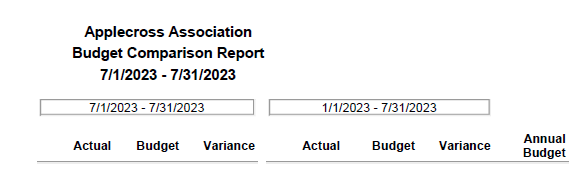 Applecross Association
Budget Comparison Report
7/1/2023 - 7/31/2023
7/1/2023 - 7/31/2023 1/1/2023 - 7/31/2023
Actual Budget Variance Actual Budget Variance Annual Budget